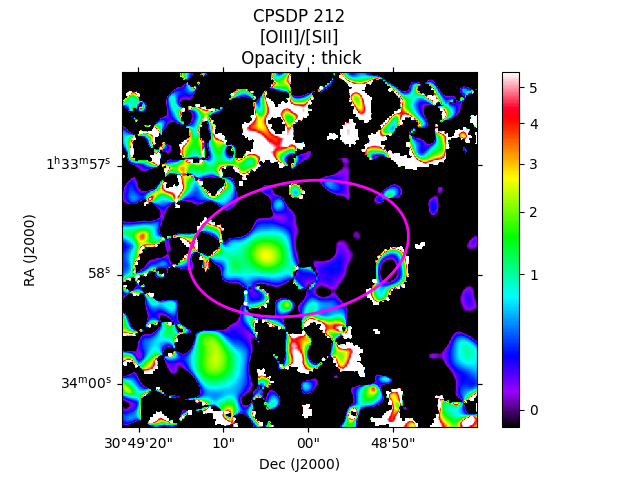 CPSDP 212
[OIII]/[SII]
Opacity : thick
5
4
3
2
1
0
1ʰ33ᵐ57ˢ
58ˢ
34ᵐ00ˢ
RA (J2000)
30°49'20" 10" 00" 48'50"
Dec (J2000)